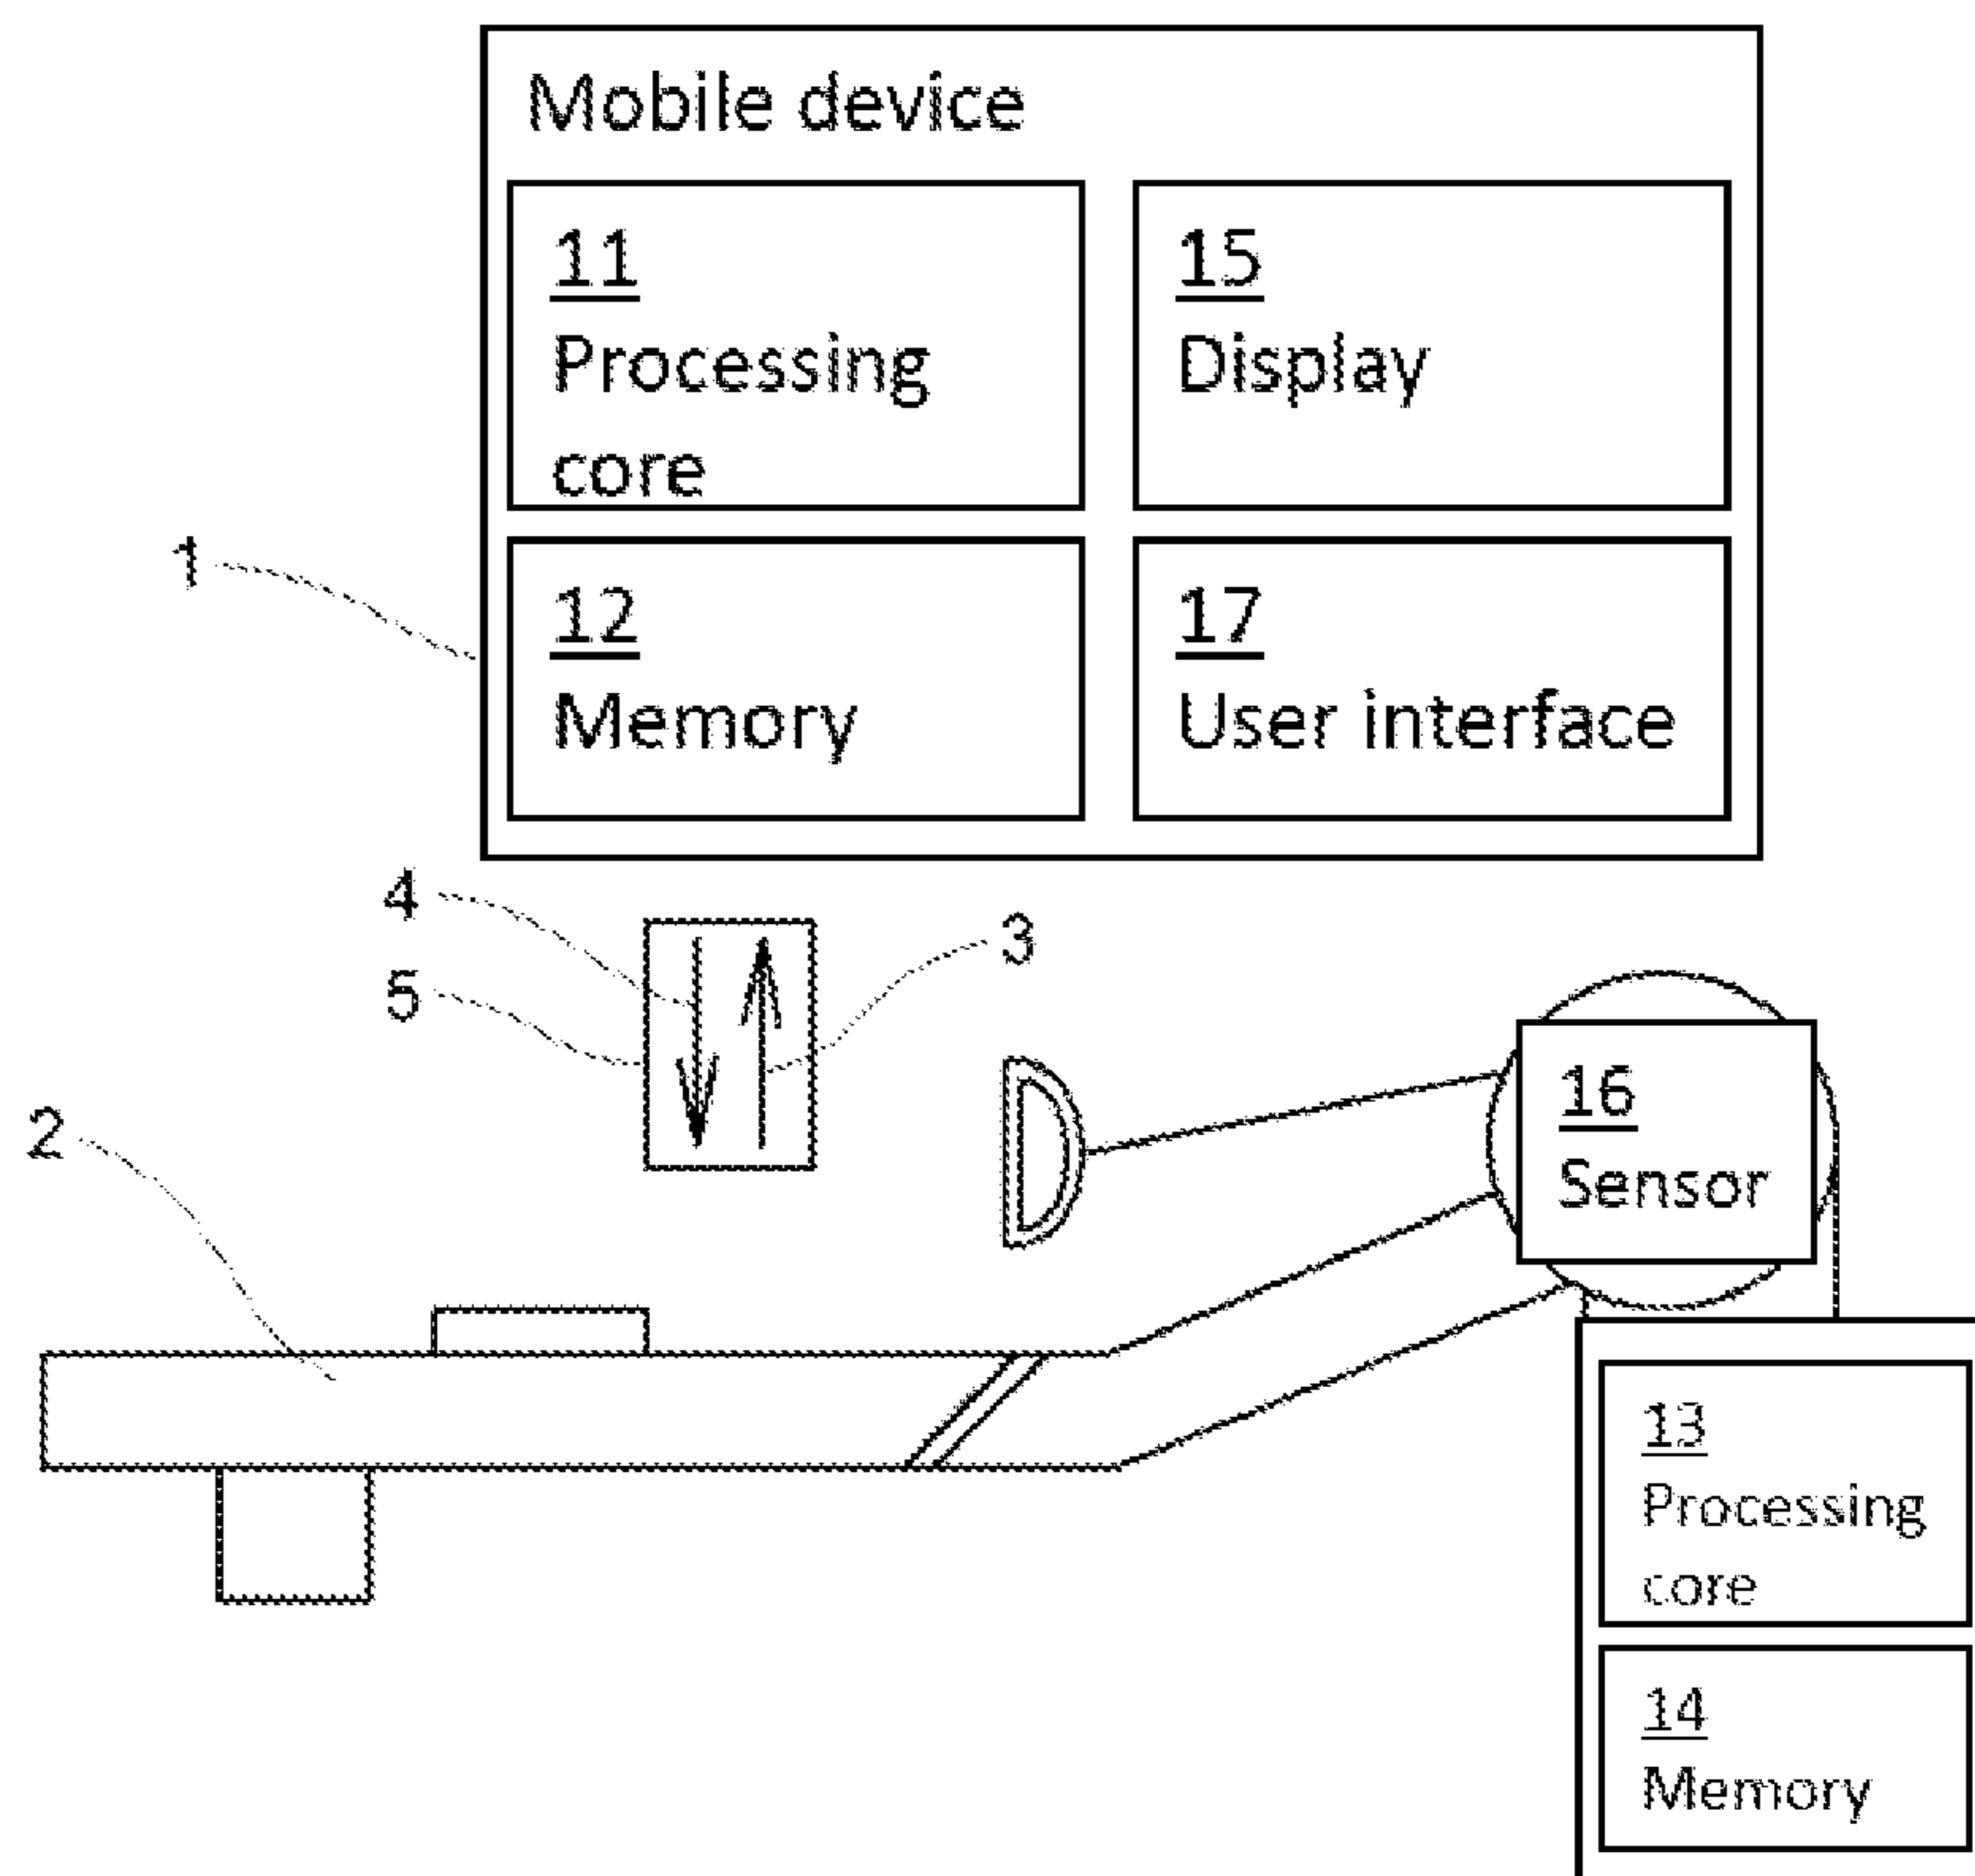 Mobile device
11
Processing
core
15
Display
1
12
Memory
17
User interface
4
3
5
2
16
Sensor
13
Processing
core
14
Memory